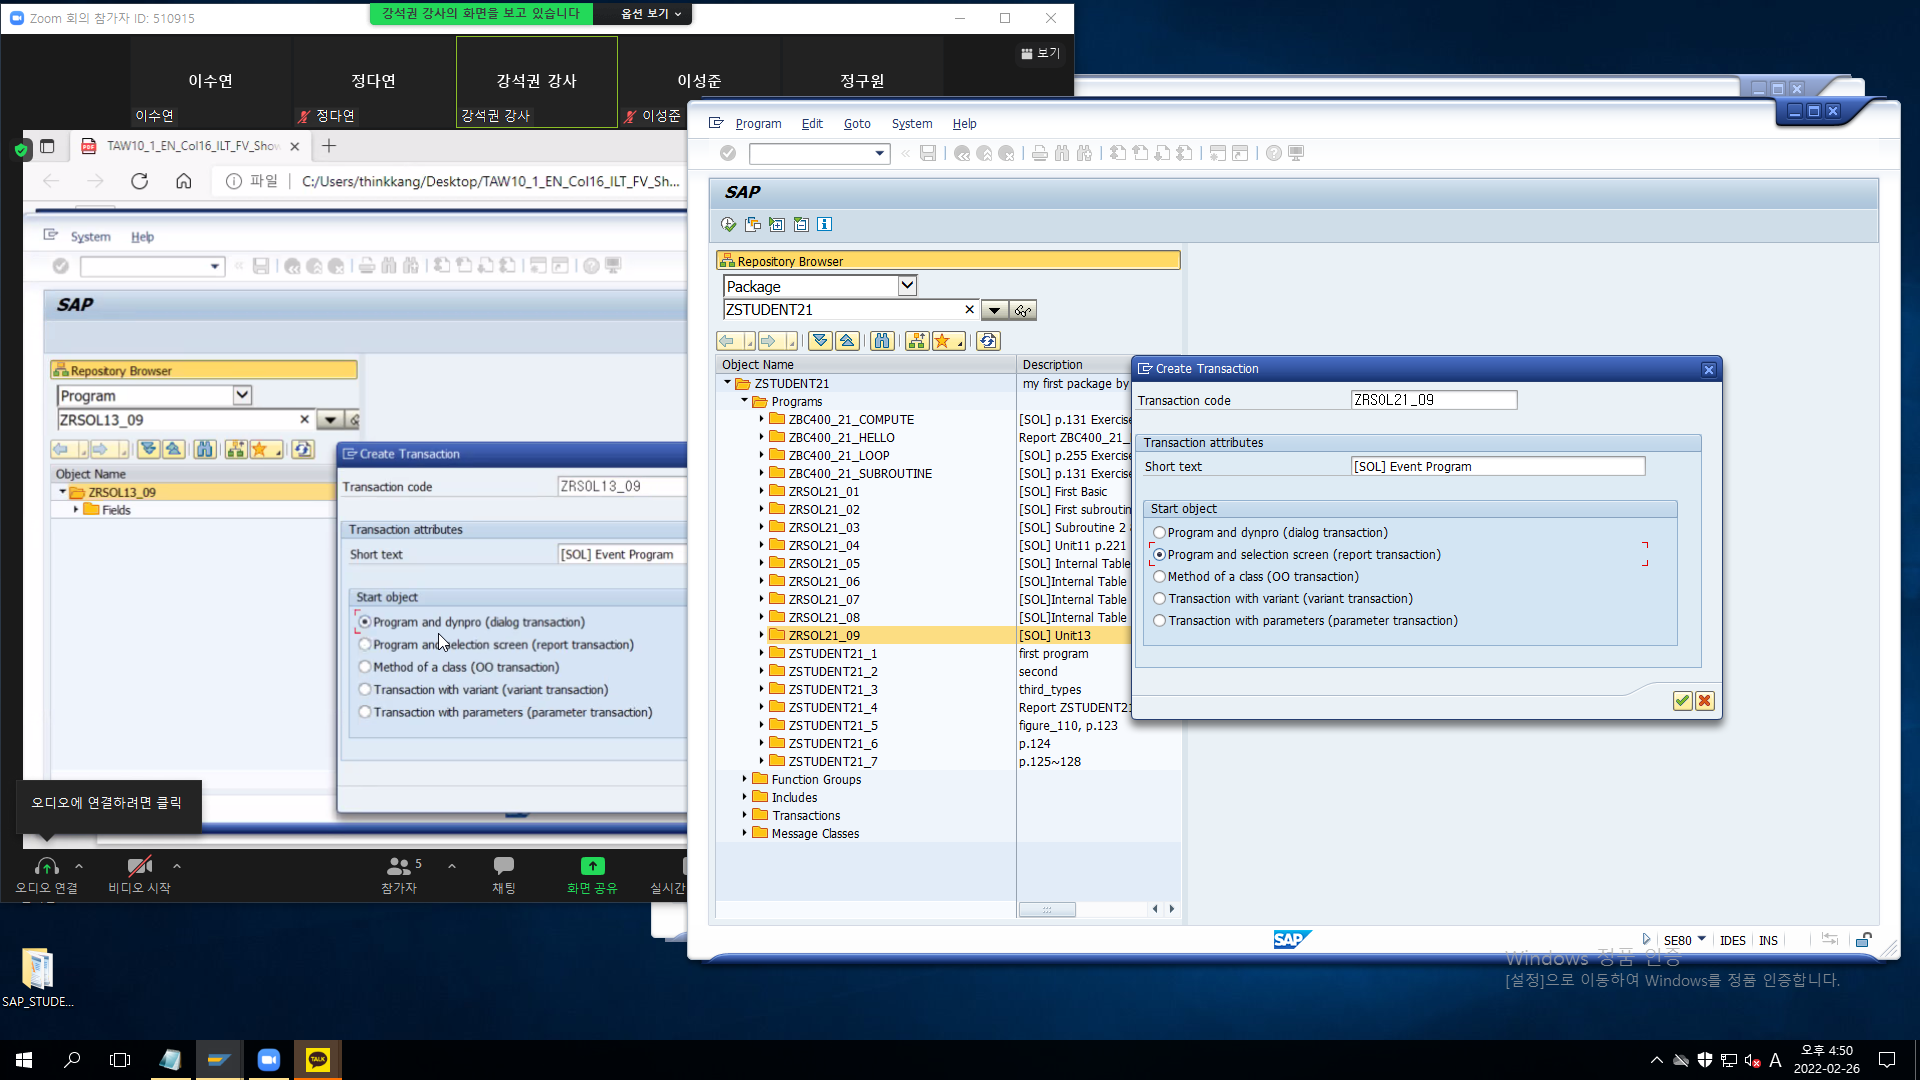 Zoom 회의 참가자 ID: 510915
강석권 강사의 화면을 보고 있습니다
옵션 보기
보기
이수연
정다연
강석권 강사
이성준
정구원
이수연
정다연
강석권 강사
이성준
TAW10_1_EN_Col16_ILT_FV_Show
파일
C:/Users/thinkkang/Desktop/TAW10_1_EN_Col16_ILT_FV_Sh...
System Help
SAP
Repository Browser
Program
ZRSOL13_09
Object Name
ZRSOL13_09
Fields
Create Transaction
Transaction code ZRSOL13_09
Transaction attributes
Short text [SOL] Event Program
Start object
Program and dynpro (dialog transaction)
Program and selection screen (report transaction)
Method of a class (OO transaction)
Transaction with variant (variant transaction)
Transaction with parameters (parameter transaction)
오디오에 연결하려면 클릭
오디오 연결
비디오 시작
5
참가자
채팅
화면 공유
실시간
Program Edit Goto System Help
SAP
Repository Browser
Package
ZSTUDENT21
Object Name Description
ZSTUDENT21 my first package by
Programs
ZBC400_21_COMPUTE [SOL] p.131 Exercise
ZBC400_21_HELLO Report ZBC400_21_
ZBC400_21_LOOP [SOL] p.255 Exercise
ZBC400_21_SUBROUTINE [SOL] p.131 Exercise
ZRSOL21_01 [SOL] First Basic
ZRSOL21_02 [SOL] First subroutin
ZRSOL21_03 [SOL] Subroutine 2
ZRSOL21_04 [SOL] Unit11 p.221
ZRSOL21_05 [SOL] Internal Table
ZRSOL21_06 [SOL]Internal Table
ZRSOL21_07 [SOL]Internal Table
ZRSOL21_08 [SOL]Internal Table
ZRSOL21_09 [SOL] Unit13
ZSTUDENT21_1 first program
ZSTUDENT21_2 second
ZSTUDENT21_3 third_types
ZSTUDENT21_4 Report ZSTUDENT21
ZSTUDENT21_5 figure_110, p.123
ZSTUDENT21_6 p.124
ZSTUDENT21_7 p.125~128
Function Groups
Includes
Transactions
Message Classes
Create Transaction
Transaction code ZRSOL21_09
Transaction attributes
Short text [SOL] Event Program
Start object
Program and dynpro (dialog transaction)
Program and selection screen (report transaction)
Method of a class (OO transaction)
Transaction with variant (variant transaction)
Transaction with parameters (parameter transaction)
SAP
SE80 IDES INS
Windows 정품 인증
[설정]으로 이동하여 Windows를 정품 인증합니다.
SAP_STUDE...
TALK
A
오후 4:50
2022-02-26